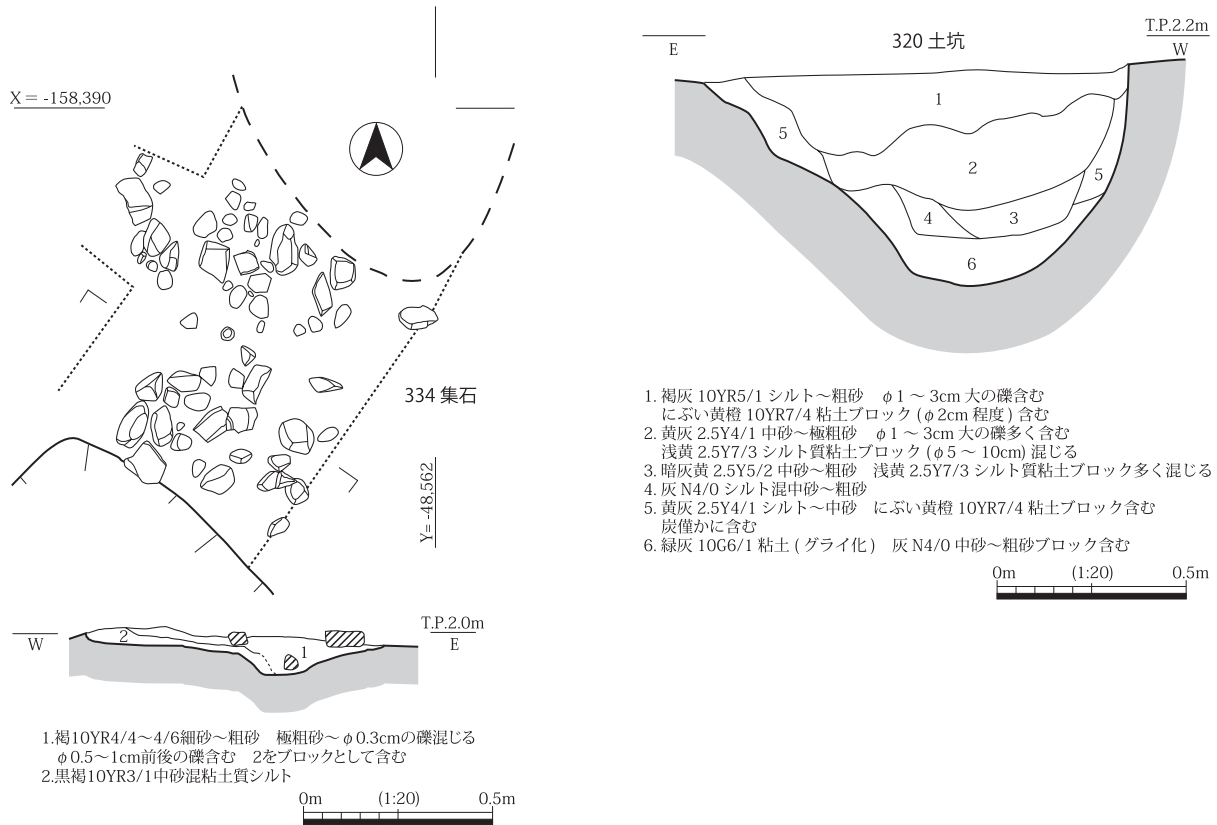 X = -158,390
334 集石
Y= -48,562
T.P.2.0m
W
E
2
1
1.褐10YR4/4～4/6細砂～粗砂　極粗砂～φ0.3cmの礫混じる
φ0.5～1cm前後の礫含む　2をブロックとして含む
2.黒褐10YR3/1中砂混粘土質シルト
0m (1:20) 0.5m
320 土坑
T.P.2.2m
E
W
1
5
2
5
4
3
6
1. 褐灰 10YR5/1 シルト～粗砂　φ1～3cm 大の礫含む
にぶい黄橙 10YR7/4 粘土ブロック (φ2cm 程度) 含む
2. 黄灰 2.5Y4/1 中砂～極粗砂　φ1～3cm 大の礫多く含む
浅黄 2.5Y7/3 シルト質粘土ブロック (φ5～10cm) 混じる
3. 暗灰黄 2.5Y5/2 中砂～粗砂　浅黄 2.5Y7/3 シルト質粘土ブロック多く混じる
4. 灰 N4/0 シルト混中砂～粗砂
5. 黄灰 2.5Y4/1 シルト～中砂　にぶい黄橙 10YR7/4 粘土ブロック含む
炭僅かに含む
6. 緑灰 10G6/1 粘土 (グライ化)　灰 N4/0 中砂～粗砂ブロック含む
0m (1:20) 0.5m